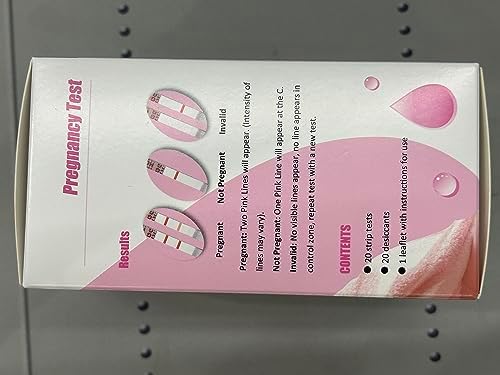 Pregnancy Test
Results
Pregnant
Not Pregnant
Invalid
Pregnant: Two Pink Lines will appear. (Intensity of
lines may vary).
Not Pregnant: One Pink Line will appear at the C.
Invalid: No visible lines appear, no line appears in
control zone, repeat test with a new test.
CONTENTS
● 20 strip tests
● 20 desiccants
● 1 leaflet with instructions for use